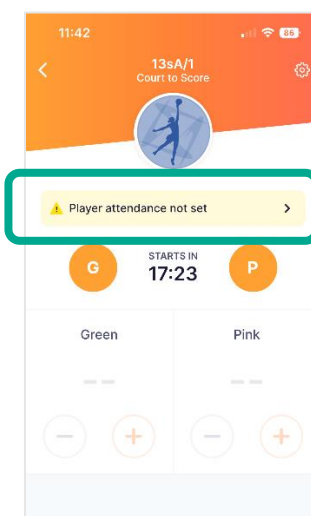 11:42
86
13sA/1
Court to Score
Player attendance not set
G
STARTS IN
17:23
P
Green
Pink
-- --
-- --